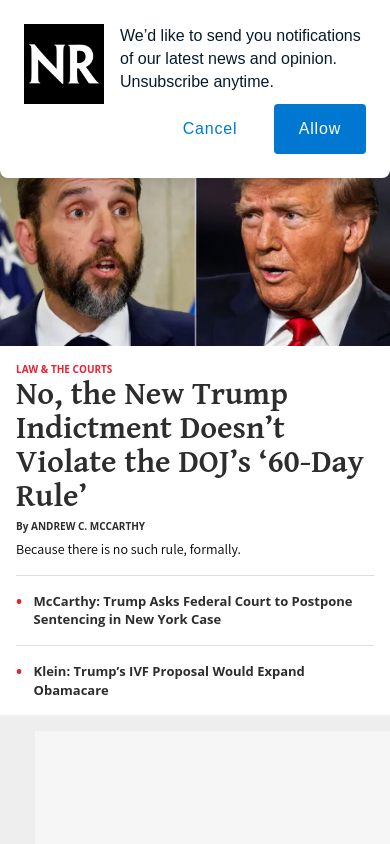 NR
We’d like to send you notifications
of our latest news and opinion.
Unsubscribe anytime.
Cancel
Allow
LAW & THE COURTS
No, the New Trump
Indictment Doesn’t
Violate the DOJ’s ‘60-Day
Rule’
By ANDREW C. MCCARTHY
Because there is no such rule, formally.
• McCarthy: Trump Asks Federal Court to Postpone
Sentencing in New York Case
• Klein: Trump’s IVF Proposal Would Expand
Obamacare